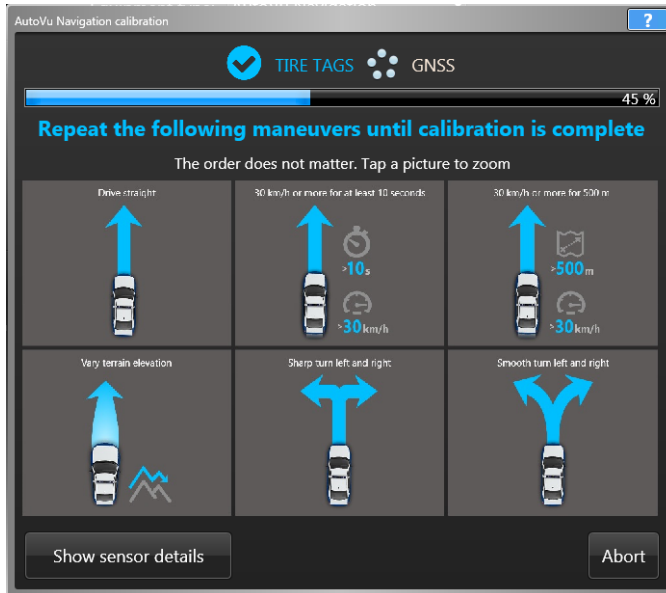 AutoVu Navigation calibration
?
TIRE TAGS GNSS
45 %
Repeat the following maneuvers until calibration is complete
The order does not matter. Tap a picture to zoom
Drive straight
30 km/h or more for at least 10 seconds
>10s
>30km/h
30 km/h or more for 500 m
>500m
>30km/h
Vary terrain elevation
Sharp turn left and right
Smooth turn left and right
Show sensor details
Abort